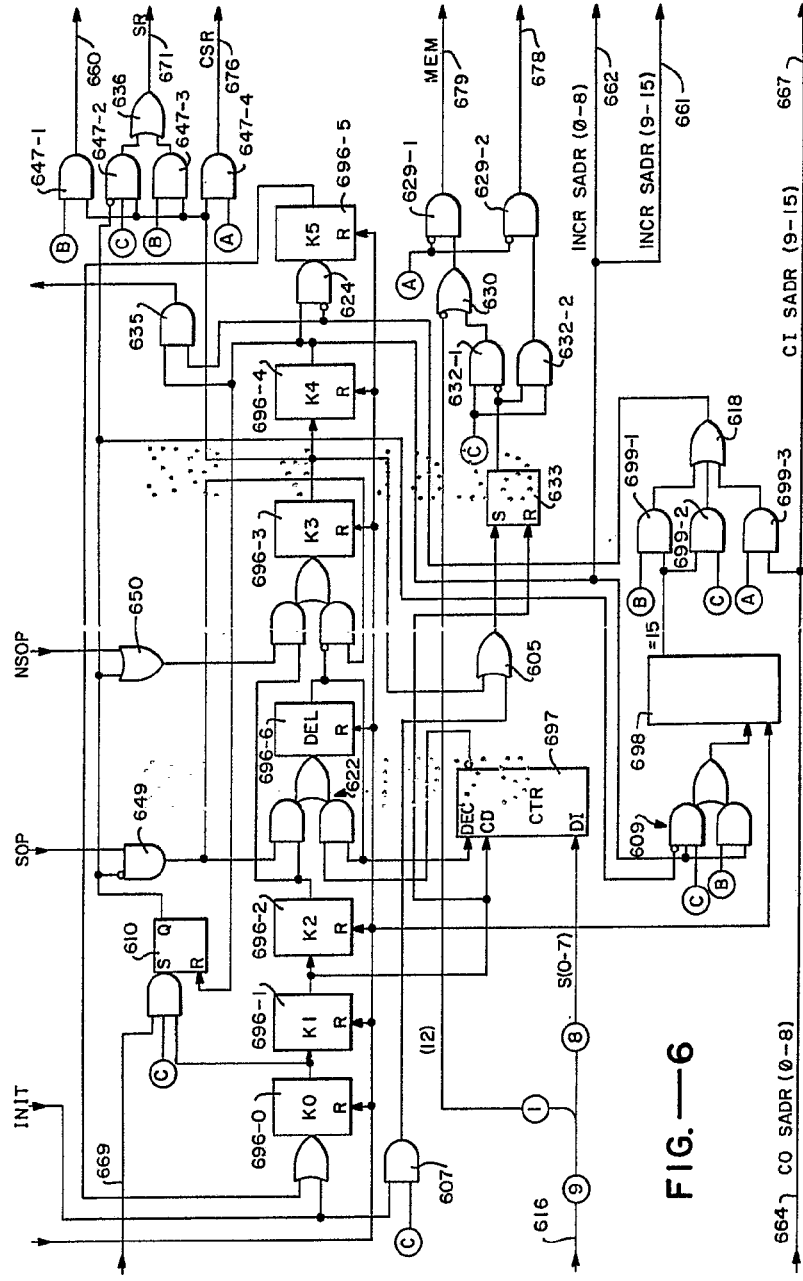 INIT
SOP
NSOP
669
610
S
Q
R
C
649
650
635
647-1
647-2
647-3
647-4
B
C
B
A
636
660
SR
671
CSR
676
696-0
K0
R
696-1
K1
R
696-2
K2
R
622
696-6
DEL
R
696-3
K3
R
696-4
K4
R
624
K5
R
696-5
607
C
(12)
616
9
1
8
S(0-7)
DEC
CD
CTR
DI
697
605
S
R
633
C
632-1
632-2
630
A
629-1
629-2
MEM
679
678
INCR SADR (0-8)
662
INCR SADR (9-15)
661
609
C
B
698
=15
B
C
A
699-1
699-2
699-3
618
664
CO SADR (0-8)
CI SADR (9-15)
667
FIG.—6